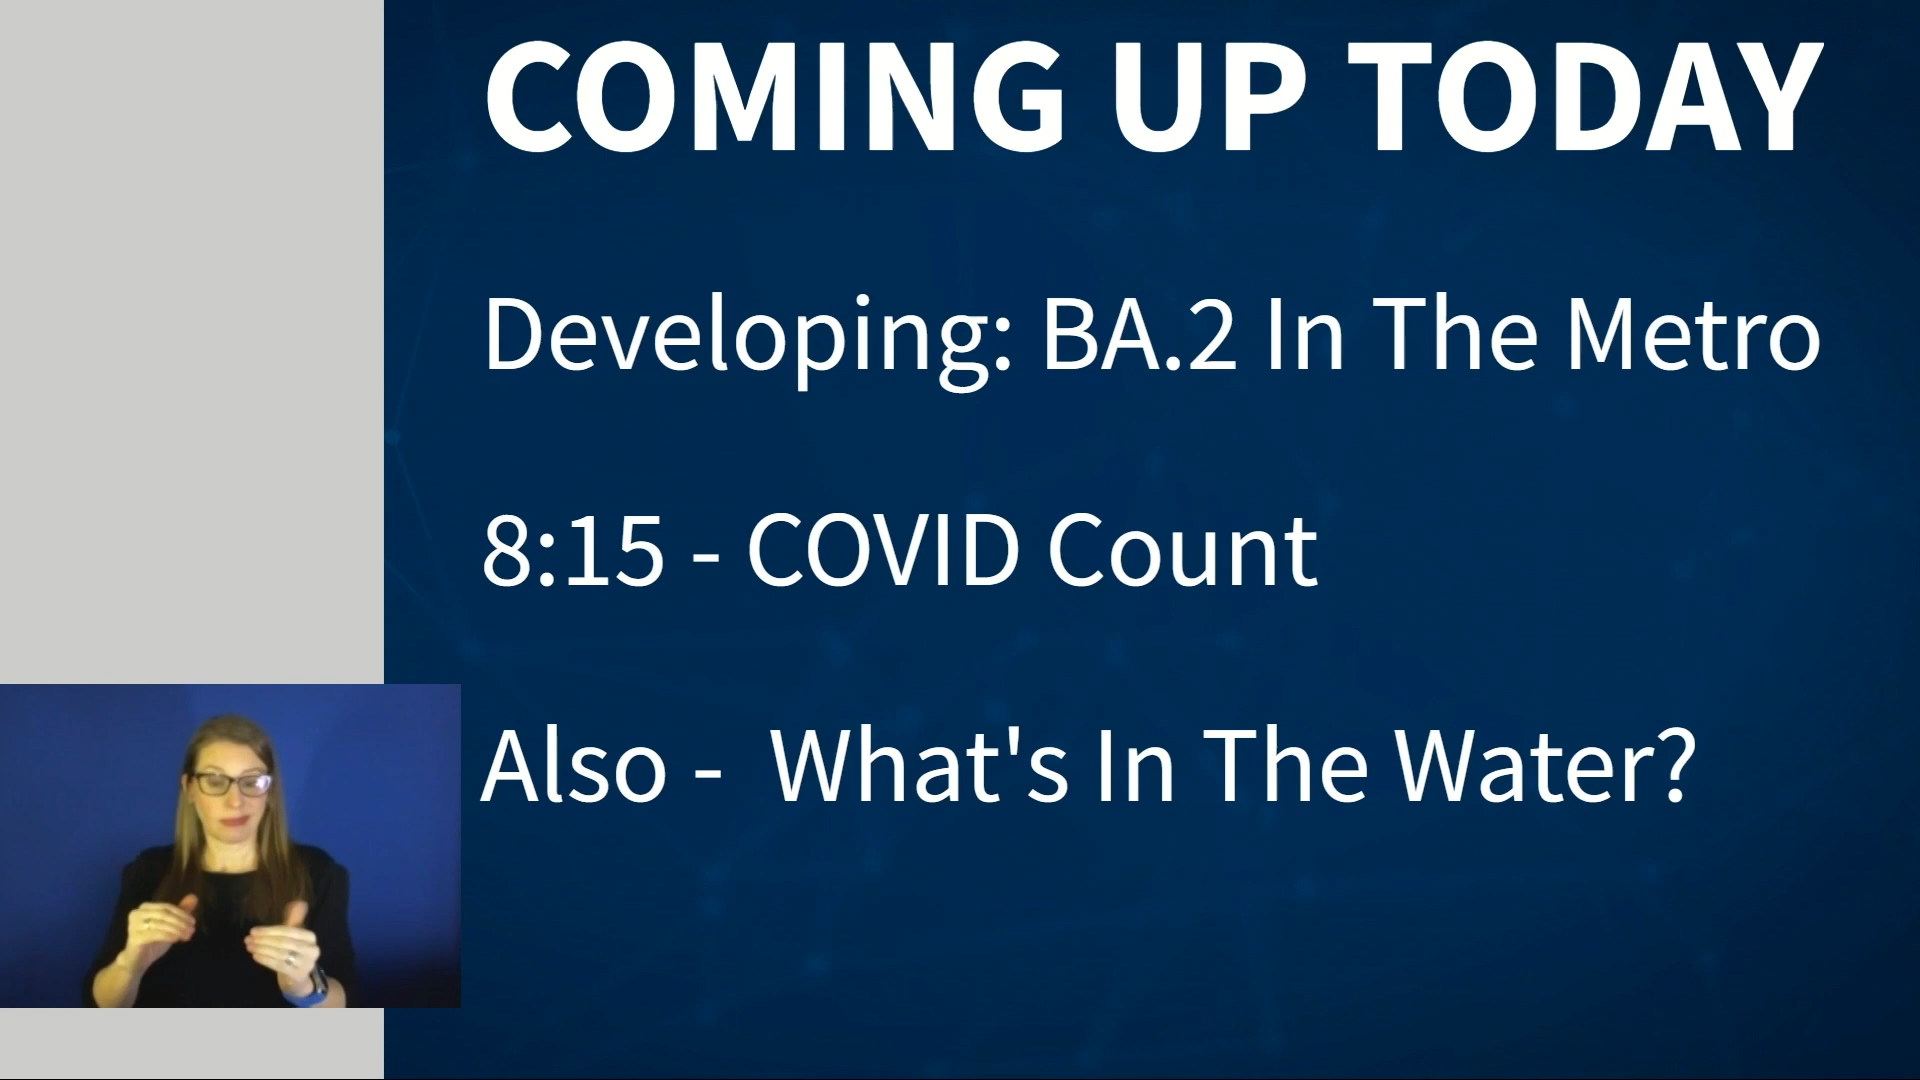 COMING UP TODAY
Developing: BA.2 In The Metro
8:15 - COVID Count
Also -  What's In The Water?